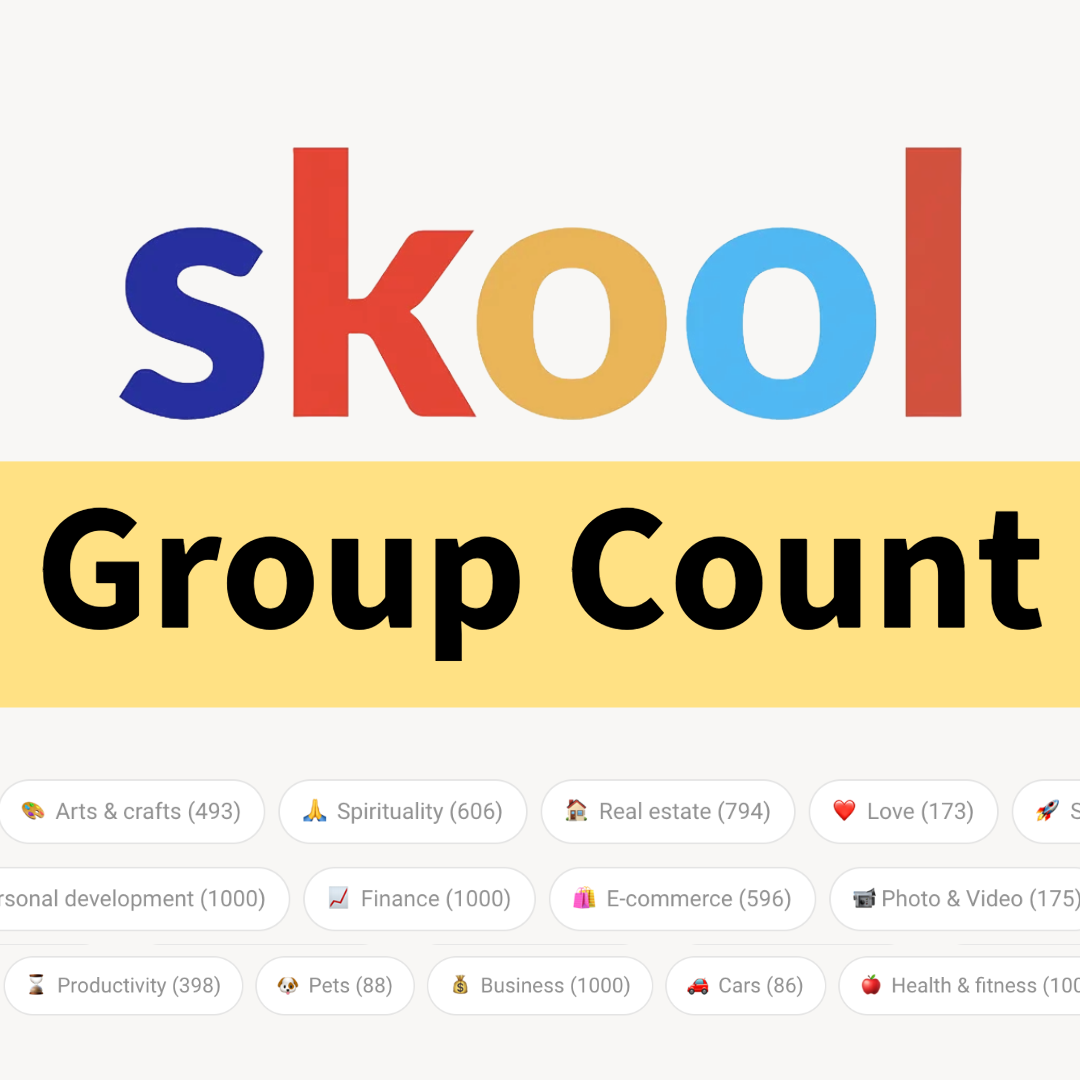 skool
Group Count
Arts & crafts (493) Spirituality (606) Real estate (794) Love (173) S
rsonal development (1000) Finance (1000) E-commerce (596) Photo & Video (175)
Productivity (398) Pets (88) Business (1000) Cars (86) Health & fitness (100